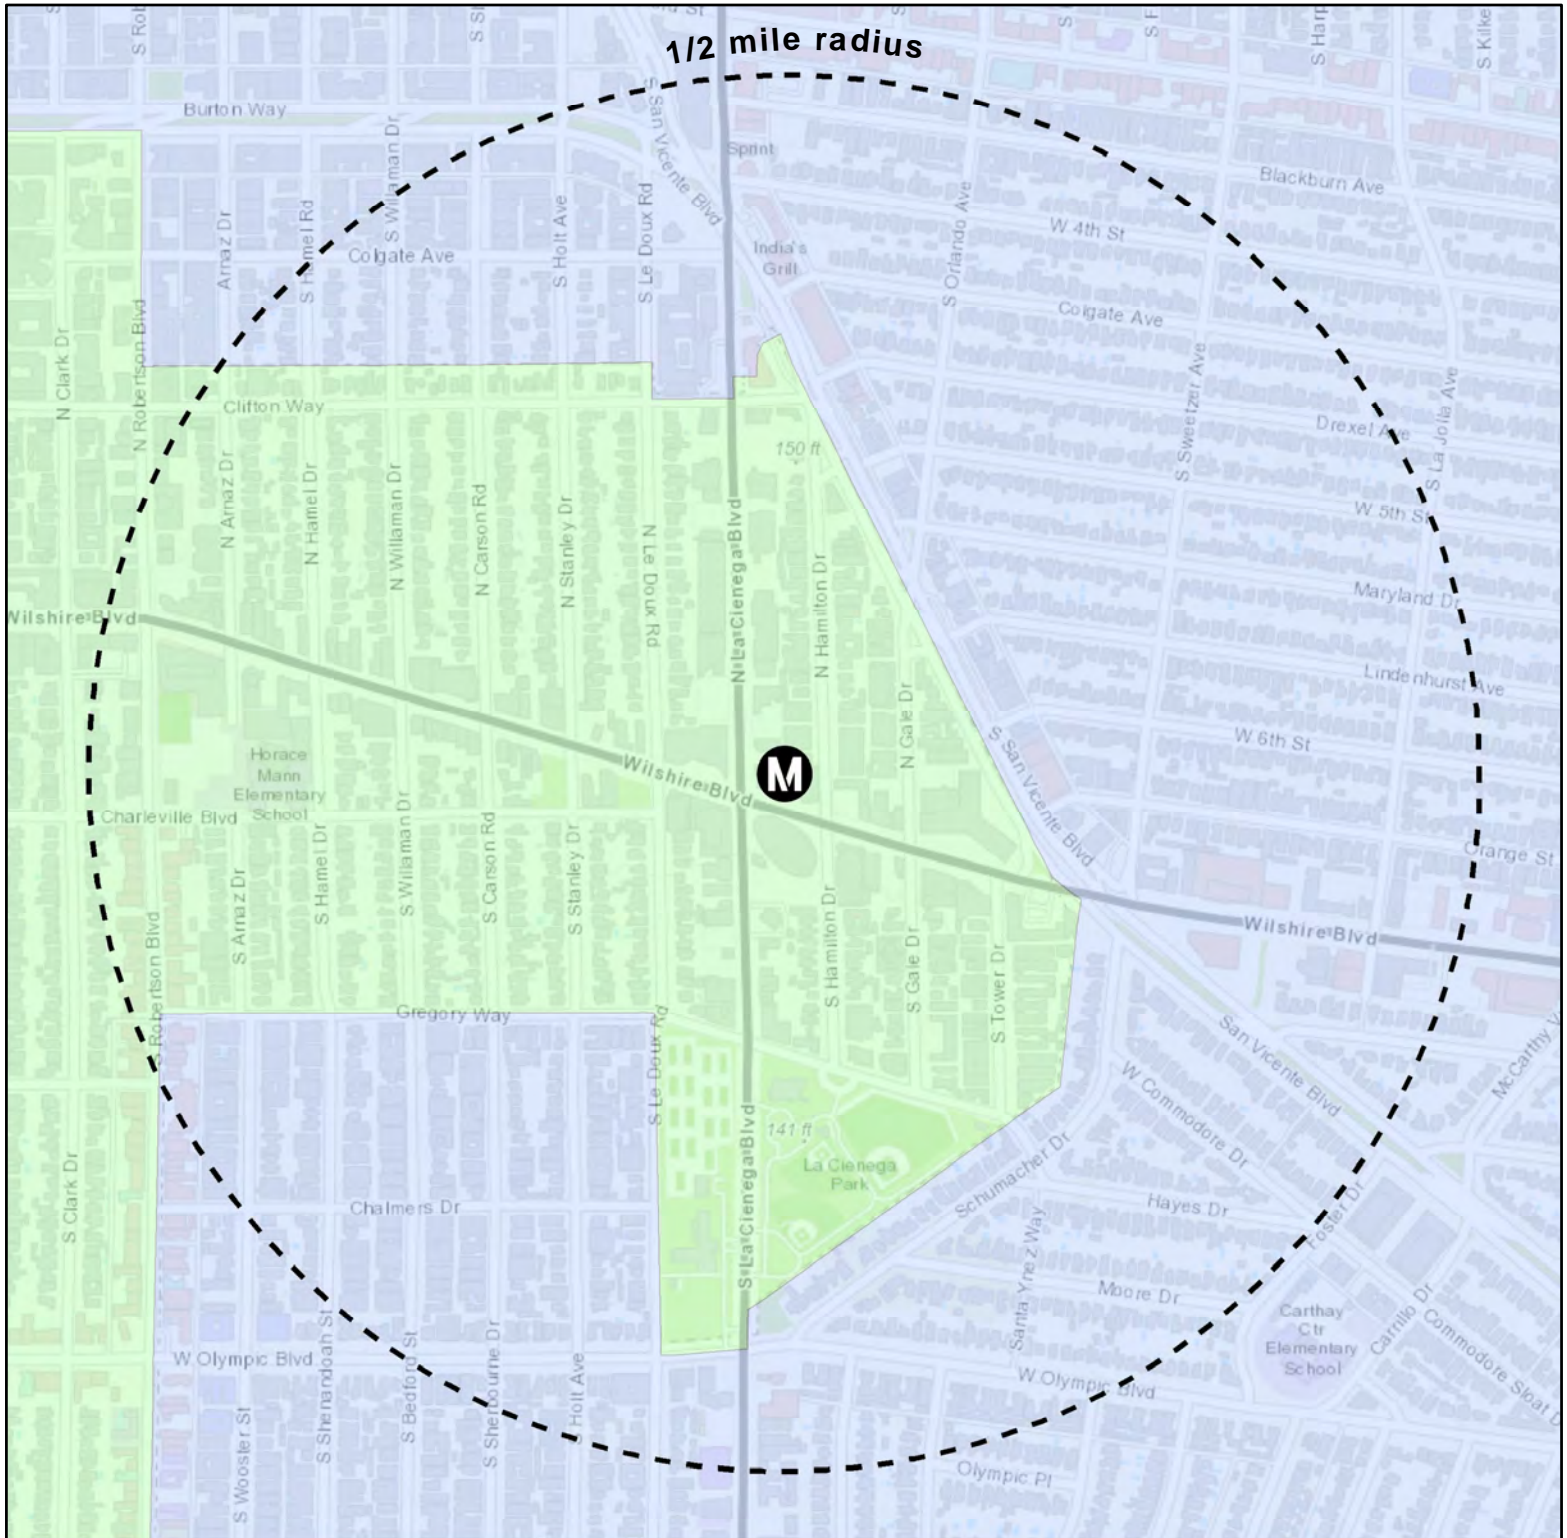 1/2 mile radius
Burton Way
S Willaman Dr
S San Vicente Blvd
Sprint
Blackburn Ave
Arnaz Dr
S Hamel Rd
Colgate Ave
S Holt Ave
S Le Doux Rd
India's
Grill
S Orlando Ave
W 4th St
Colgate Ave
N Clark Dr
N Robertson Blvd
Clifton Way
S Sweetzer Ave
Drexel Ave
S La Jolla Ave
150 ft
N Arnaz Dr
N Hamel Dr
N Willaman Dr
N Carson Rd
N Stanley Dr
N Le Doux Rd
N La Cienega Blvd
N Hamilton Dr
W 5th St
Maryland Dr
Wilshire Blvd
Lindenhurst Ave
N Gale Dr
W 6th St
S San Vicente Blvd
Horace
Mann
Elementary
School
M
Wilshire Blvd
Charleville Blvd
Orange St
S Arnaz Dr
S Hamel Dr
S Willaman Dr
S Carson Rd
S Stanley Dr
S Hamilton Dr
S Gale Dr
S Tower Dr
Wilshire Blvd
S Robertson Blvd
Gregory Way
S Le Doux Rd
San Vicente Blvd
McCarthy V
W Commodore Dr
141 ft
La Cienega
Park
S La Cienega Blvd
Schumacher Dr
S Clark Dr
Chalmers Dr
Hayes Dr
Foster Dr
Santa Ynez Way
Moore Dr
Carthay
Ctr
Elementary
School
Carrillo Dr
Commodore Sloat D
W Olympic Blvd
S Shenandoah St
S Bedford St
S Sherbourne Dr
S Holt Ave
W Olympic Blvd
S Wooster St
Olympic Pl